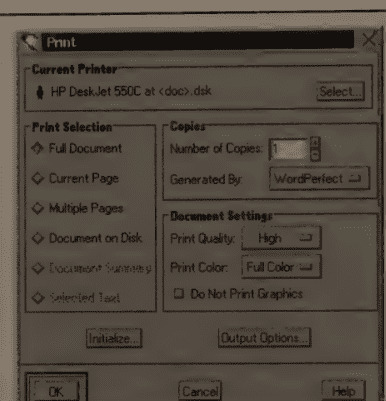 Print
Current Printer
HP DeskJet 550C at <doc>.dsk
Select...
Print Selection
Full Document
Current Page
Multiple Pages
Document on Disk
Document Summary
Selected Text
Copies
Number of Copies: 1
Generated By: WordPerfect
Document Settings
Print Quality: High
Print Color: Full Color
Do Not Print Graphics
Initialize...
Output Options...
OK
Cancel
Help